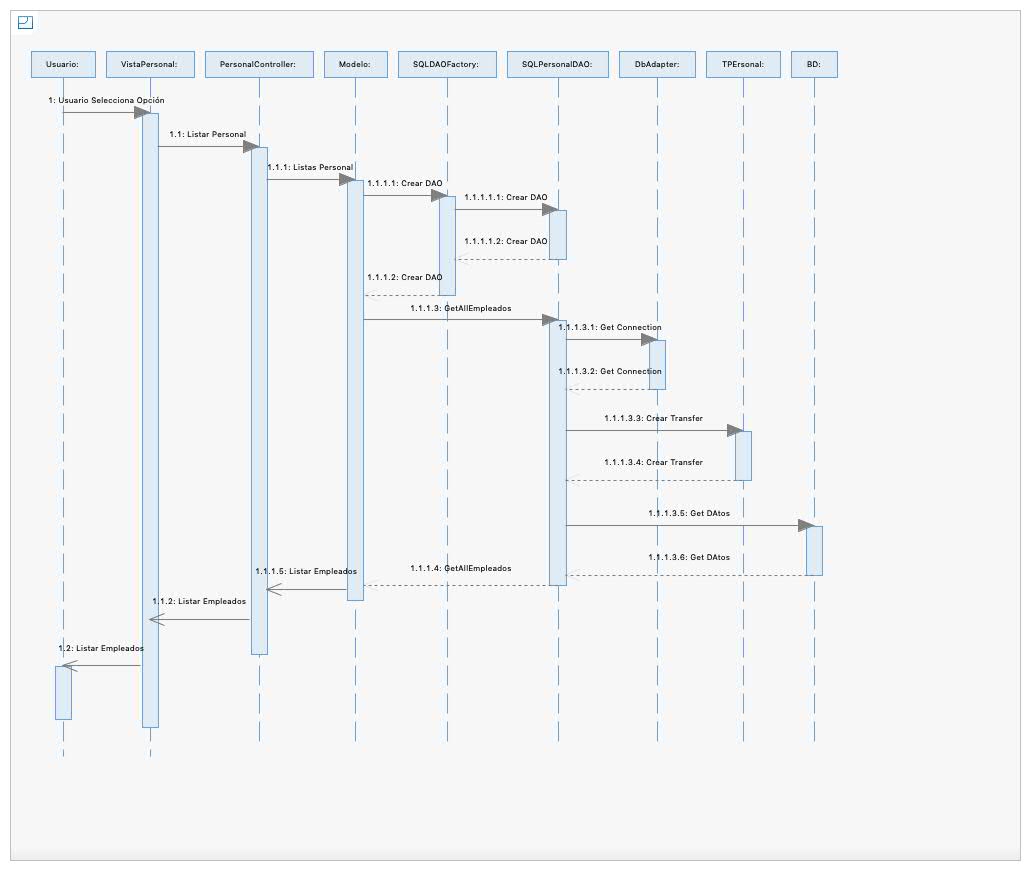 Usuario:
VistaPersonal:
PersonalController:
Modelo:
SQLDAOFactory:
SQLPersonalDAO:
DbAdapter:
TPErsonal:
BD:
1: Usuario Selecciona Opción
1.1: Listar Personal
1.1.1: Listas Personal
1.1.1.1: Crear DAO
1.1.1.1.1: Crear DAO
1.1.1.1.2: Crear DAO
1.1.1.2: Crear DAO
1.1.1.3: GetAllEmpleados
1.1.1.3.1: Get Connection
1.1.1.3.2: Get Connection
1.1.1.3.3: Crear Transfer
1.1.1.3.4: Crear Transfer
1.1.1.3.5: Get DAtos
1.1.1.3.6: Get DAtos
1.1.1.4: GetAllEmpleados
1.1.1.5: Listar Empleados
1.1.2: Listar Empleados
1.2: Listar Empleados